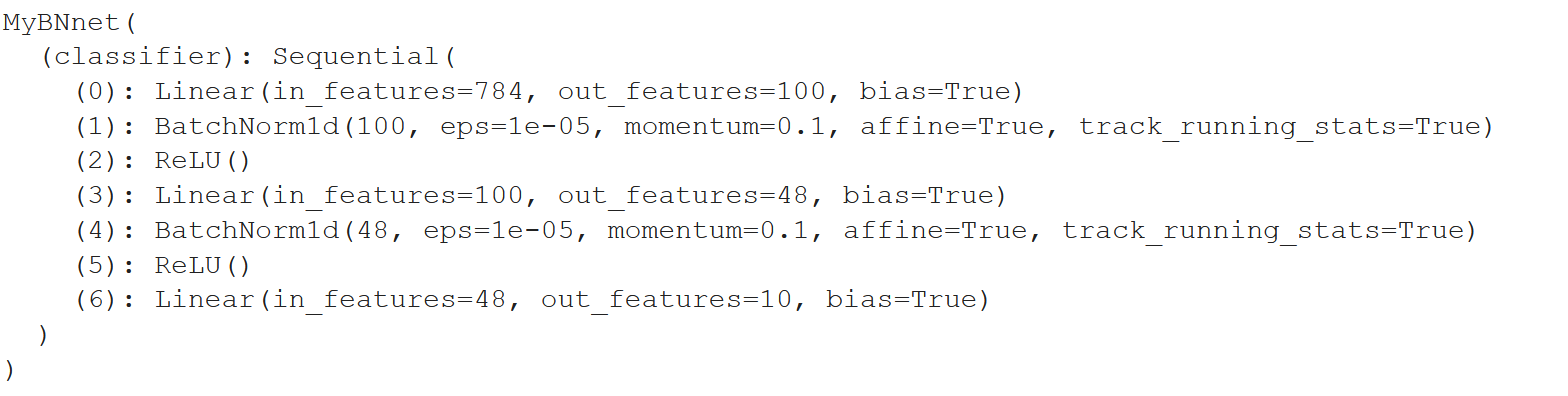 MyBNnet(
  (classifier): Sequential(
    (0): Linear(in_features=784, out_features=100, bias=True)
    (1): BatchNorm1d(100, eps=1e-05, momentum=0.1, affine=True, track_running_stats=True)
    (2): ReLU()
    (3): Linear(in_features=100, out_features=48, bias=True)
    (4): BatchNorm1d(48, eps=1e-05, momentum=0.1, affine=True, track_running_stats=True)
    (5): ReLU()
    (6): Linear(in_features=48, out_features=10, bias=True)
  )
)